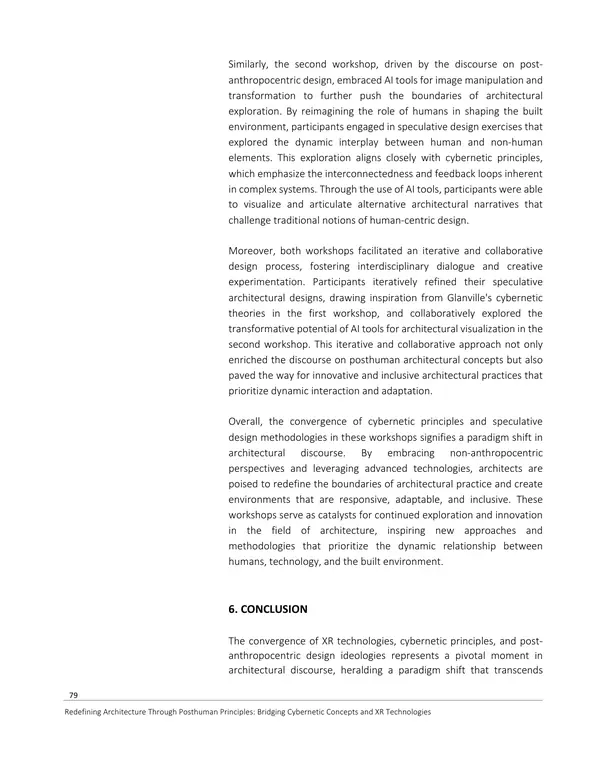 Similarly, the second workshop, driven by the discourse on post-
anthropocentric design, embraced AI tools for image manipulation and
transformation to further push the boundaries of architectural
exploration. By reimagining the role of humans in shaping the built
environment, participants engaged in speculative design exercises that
explored the dynamic interplay between human and non-human
elements. This exploration aligns closely with cybernetic principles,
which emphasize the interconnectedness and feedback loops inherent
in complex systems. Through the use of AI tools, participants were able
to visualize and articulate alternative architectural narratives that
challenge traditional notions of human-centric design.
Moreover, both workshops facilitated an iterative and collaborative
design process, fostering interdisciplinary dialogue and creative
experimentation. Participants iteratively refined their speculative
architectural designs, drawing inspiration from Glanville's cybernetic
theories in the first workshop, and collaboratively explored the
transformative potential of AI tools for architectural visualization in the
second workshop. This iterative and collaborative approach not only
enriched the discourse on posthuman architectural concepts but also
paved the way for innovative and inclusive architectural practices that
prioritize dynamic interaction and adaptation.
Overall, the convergence of cybernetic principles and speculative
design methodologies in these workshops signifies a paradigm shift in
architectural discourse. By embracing non-anthropocentric
perspectives and leveraging advanced technologies, architects are
poised to redefine the boundaries of architectural practice and create
environments that are responsive, adaptable, and inclusive. These
workshops serve as catalysts for continued exploration and innovation
in the field of architecture, inspiring new approaches and
methodologies that prioritize the dynamic relationship between
humans, technology, and the built environment.
6. CONCLUSION
The convergence of XR technologies, cybernetic principles, and post-
anthropocentric design ideologies represents a pivotal moment in
architectural discourse, heralding a paradigm shift that transcends
79
Redefining Architecture Through Posthuman Principles: Bridging Cybernetic Concepts and XR Technologies